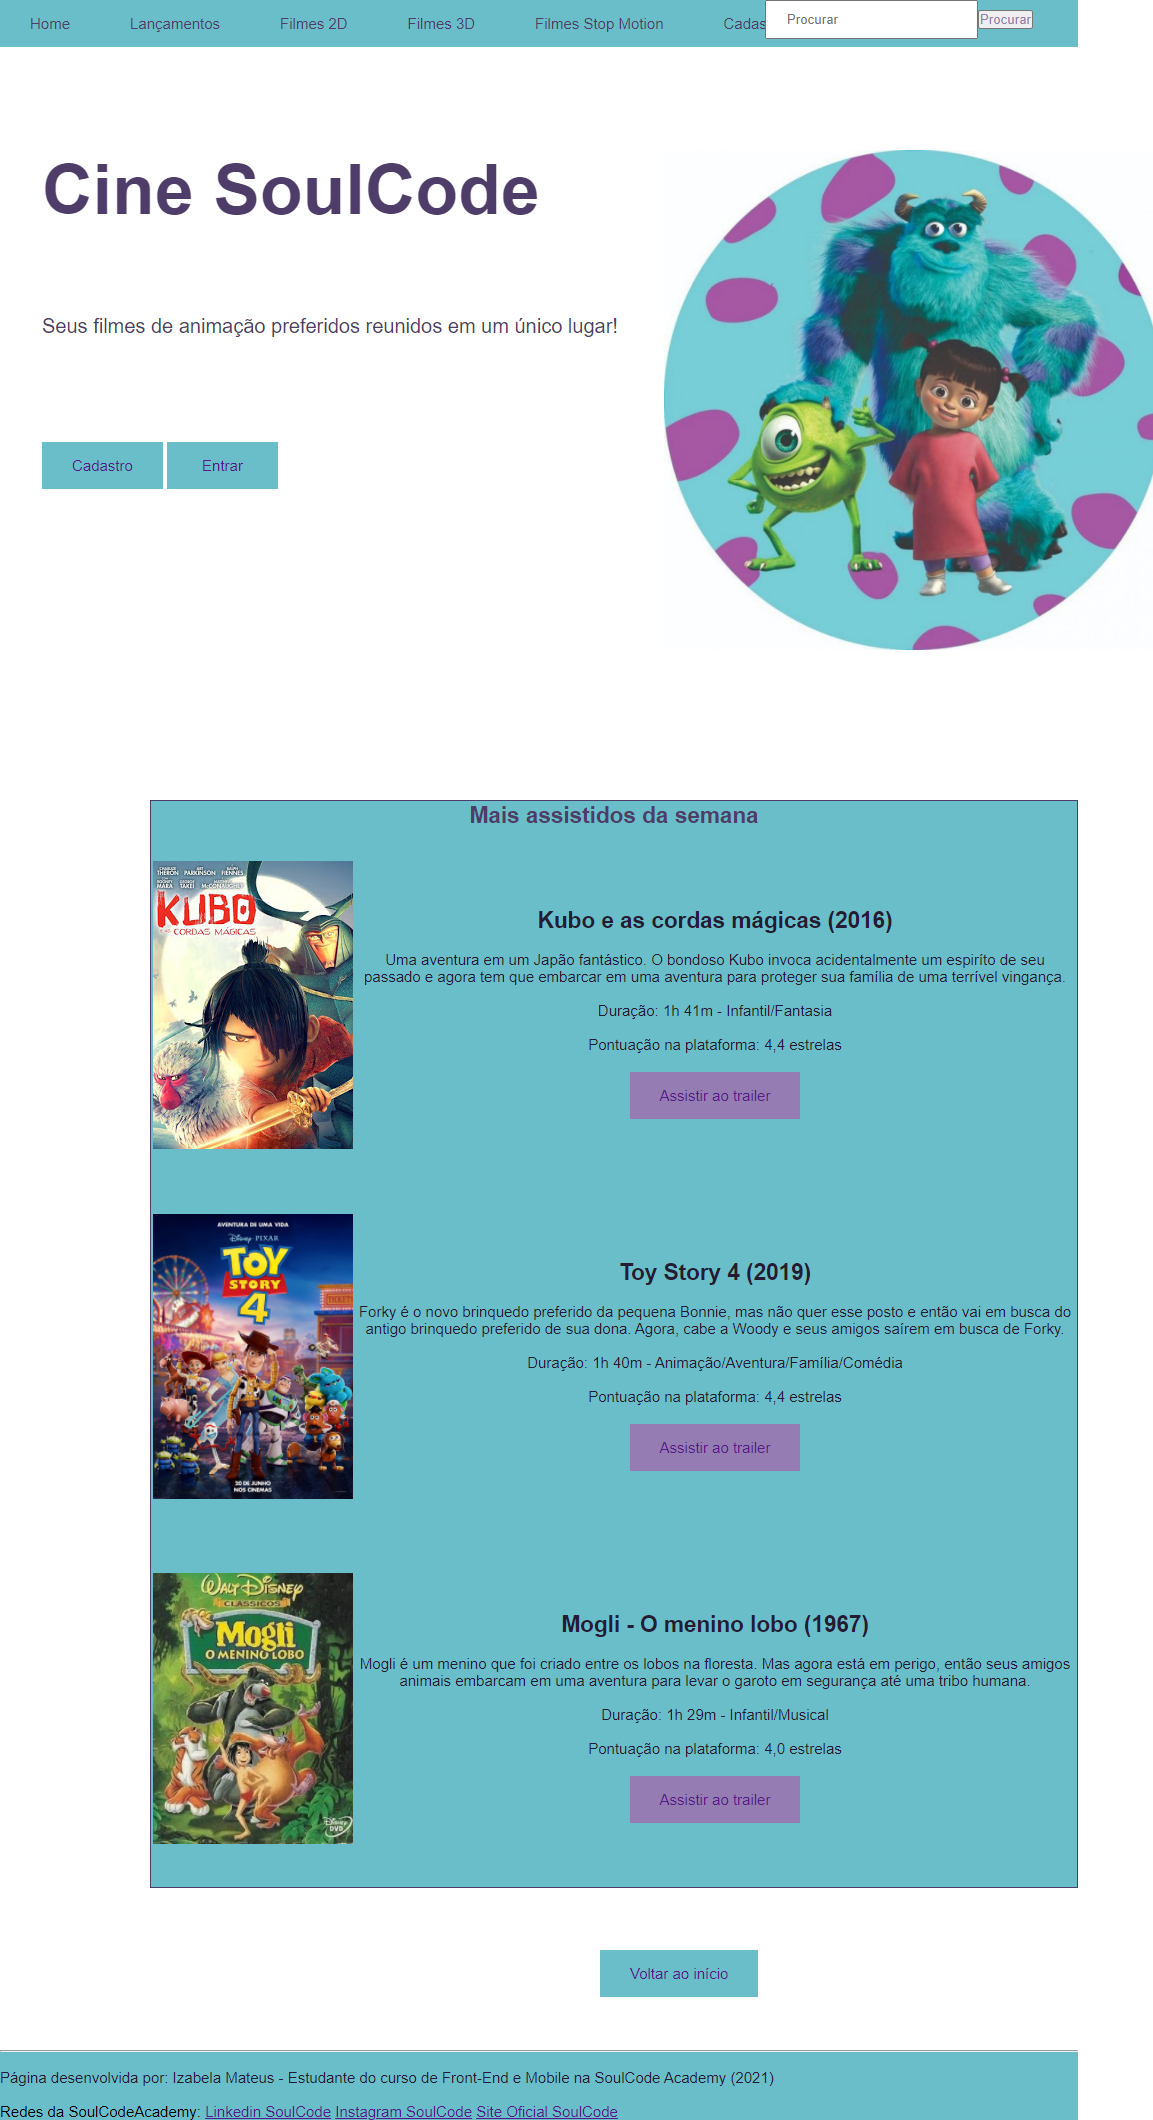 Home Lançamentos Filmes 2D Filmes 3D Filmes Stop Motion Cadas Procurar Procurar
Cine SoulCode
Seus filmes de animação preferidos reunidos em um único lugar!
Cadastro Entrar
Mais assistidos da semana
CHARLIZE THERON ART PARKINSON RALPH FIENNES
ROONEY MARA GEORGE TAKEI MATTHEW McCONAUGHEY
KUBO
E AS CORDAS MÁGICAS
Kubo e as cordas mágicas (2016)
Uma aventura em um Japão fantástico. O bondoso Kubo invoca acidentalmente um espiríto de seu
passado e agora tem que embarcar em uma aventura para proteger sua família de uma terrível vingança.
Duração: 1h 41m - Infantil/Fantasia
Pontuação na plataforma: 4,4 estrelas
Assistir ao trailer
AVENTURA DE UMA VIDA
Disney PIXAR
TOY
STORY
4
20 DE JUNHO
NOS CINEMAS
Toy Story 4 (2019)
Forky é o novo brinquedo preferido da pequena Bonnie, mas não quer esse posto e então vai em busca do
antigo brinquedo preferido de sua dona. Agora, cabe a Woody e seus amigos saírem em busca de Forky.
Duração: 1h 40m - Animação/Aventura/Família/Comédia
Pontuação na plataforma: 4,4 estrelas
Assistir ao trailer
WALT DISNEY
CLÁSSICOS
Mogli
O MENINO LOBO
Disney
DVD
Mogli - O menino lobo (1967)
Mogli é um menino que foi criado entre os lobos na floresta. Mas agora está em perigo, então seus amigos
animais embarcam em uma aventura para levar o garoto em segurança até uma tribo humana.
Duração: 1h 29m - Infantil/Musical
Pontuação na plataforma: 4,0 estrelas
Assistir ao trailer
Voltar ao início
Página desenvolvida por: Izabela Mateus - Estudante do curso de Front-End e Mobile na SoulCode Academy (2021)
Redes da SoulCodeAcademy: Linkedin SoulCode Instagram SoulCode Site Oficial SoulCode